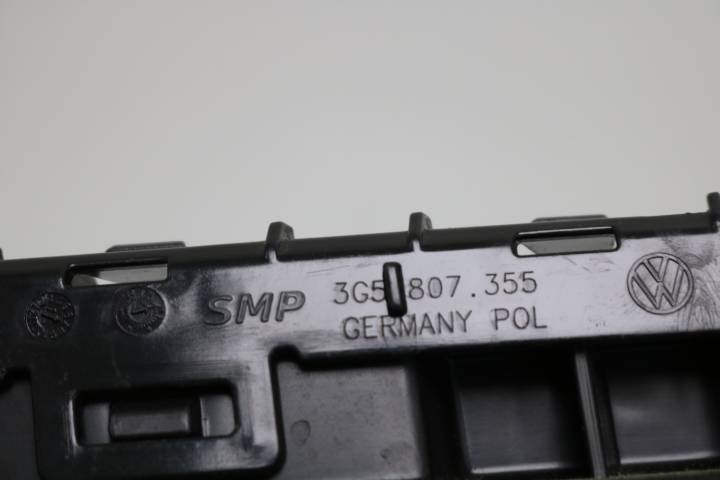 SMP 3G5 807.355
GERMANY POL